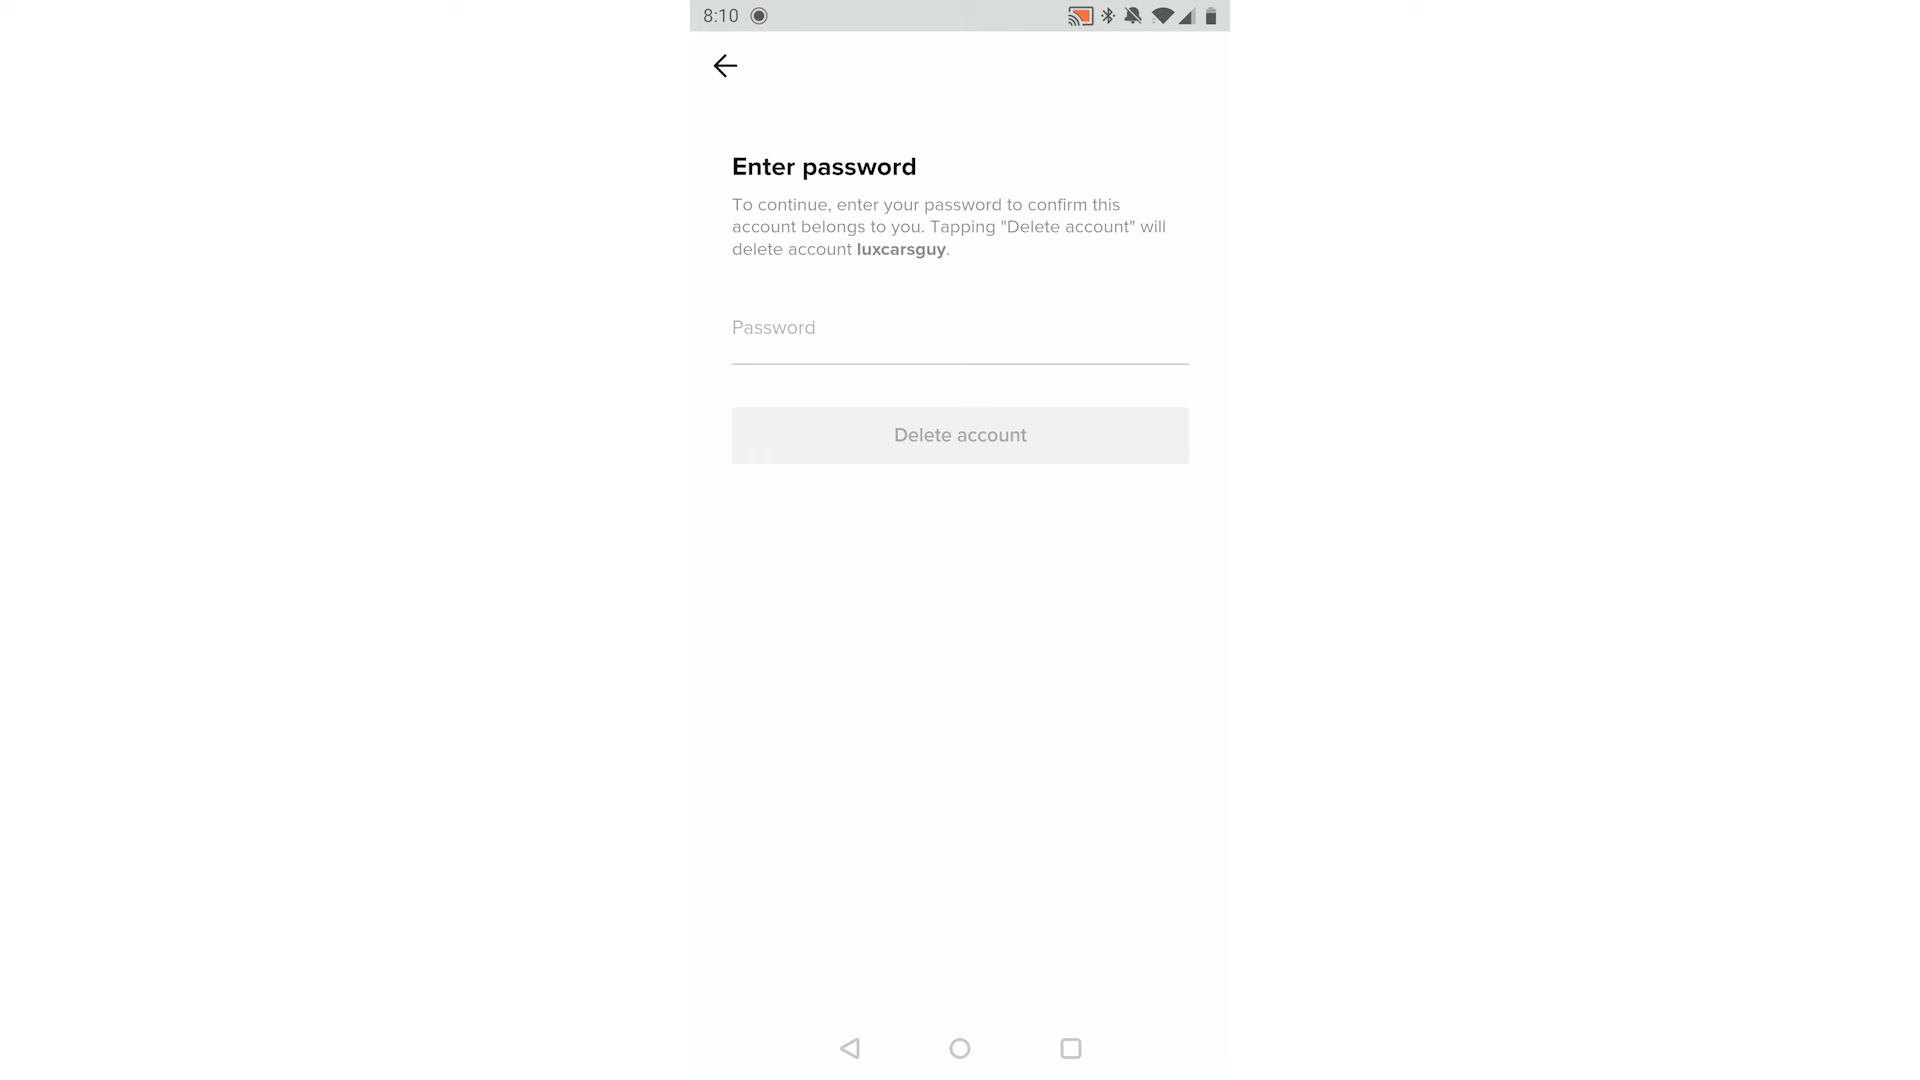 8:10
Enter password
To continue, enter your password to confirm this
account belongs to you. Tapping "Delete account" will
delete account luxcarsguy.
Password
Delete account